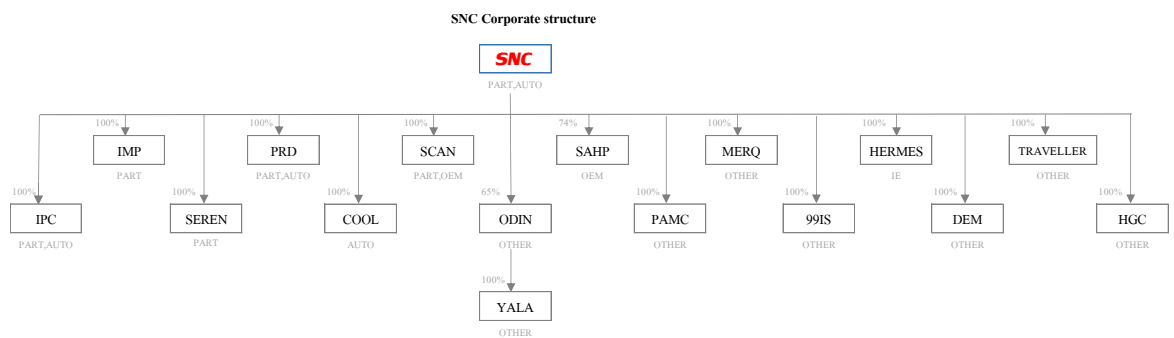 SNC Corporate structure
SNC
PART,AUTO
100% 100% 100% 74% 100% 100% 100%
IMP PRD SCAN SAHP MERQ HERMES TRAVELLER
PART PART,AUTO PART,OEM OEM OTHER IE OTHER
100% 100% 100% 65% 100% 100% 100% 100%
IPC SEREN COOL ODIN PAMC 99IS DEM HGC
PART,AUTO PART AUTO OTHER OTHER OTHER OTHER OTHER
100%
YALA
OTHER